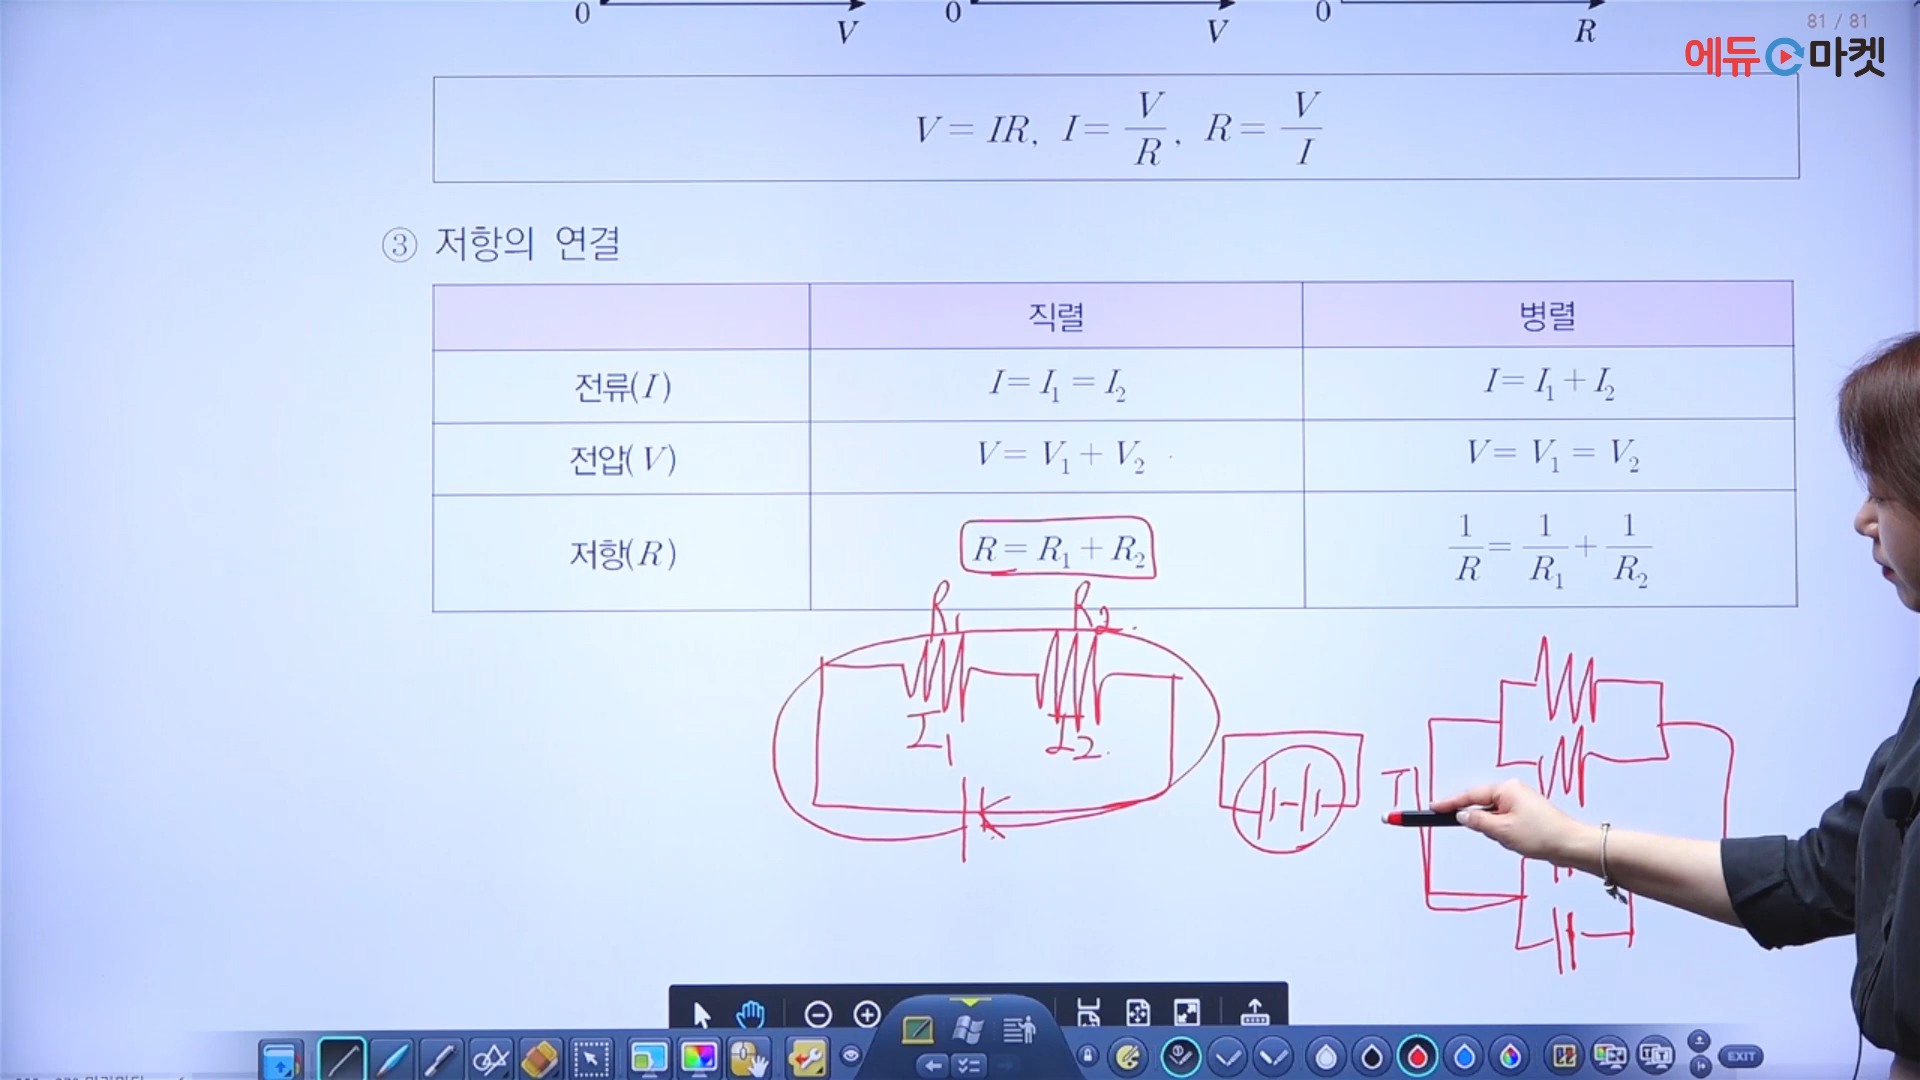 0 V 0 V 0 R
81 / 81
에듀마켓
V = IR, I = V/R, R = V/I
③ 저항의 연결
직렬 병렬
전류(I) I = I₁ = I₂ I = I₁ + I₂
전압(V) V = V₁ + V₂ V = V₁ = V₂
저항(R) R = R₁ + R₂ 1/R = 1/R₁ + 1/R₂
R₁ R₂
I₁ I₂
I
EXIT